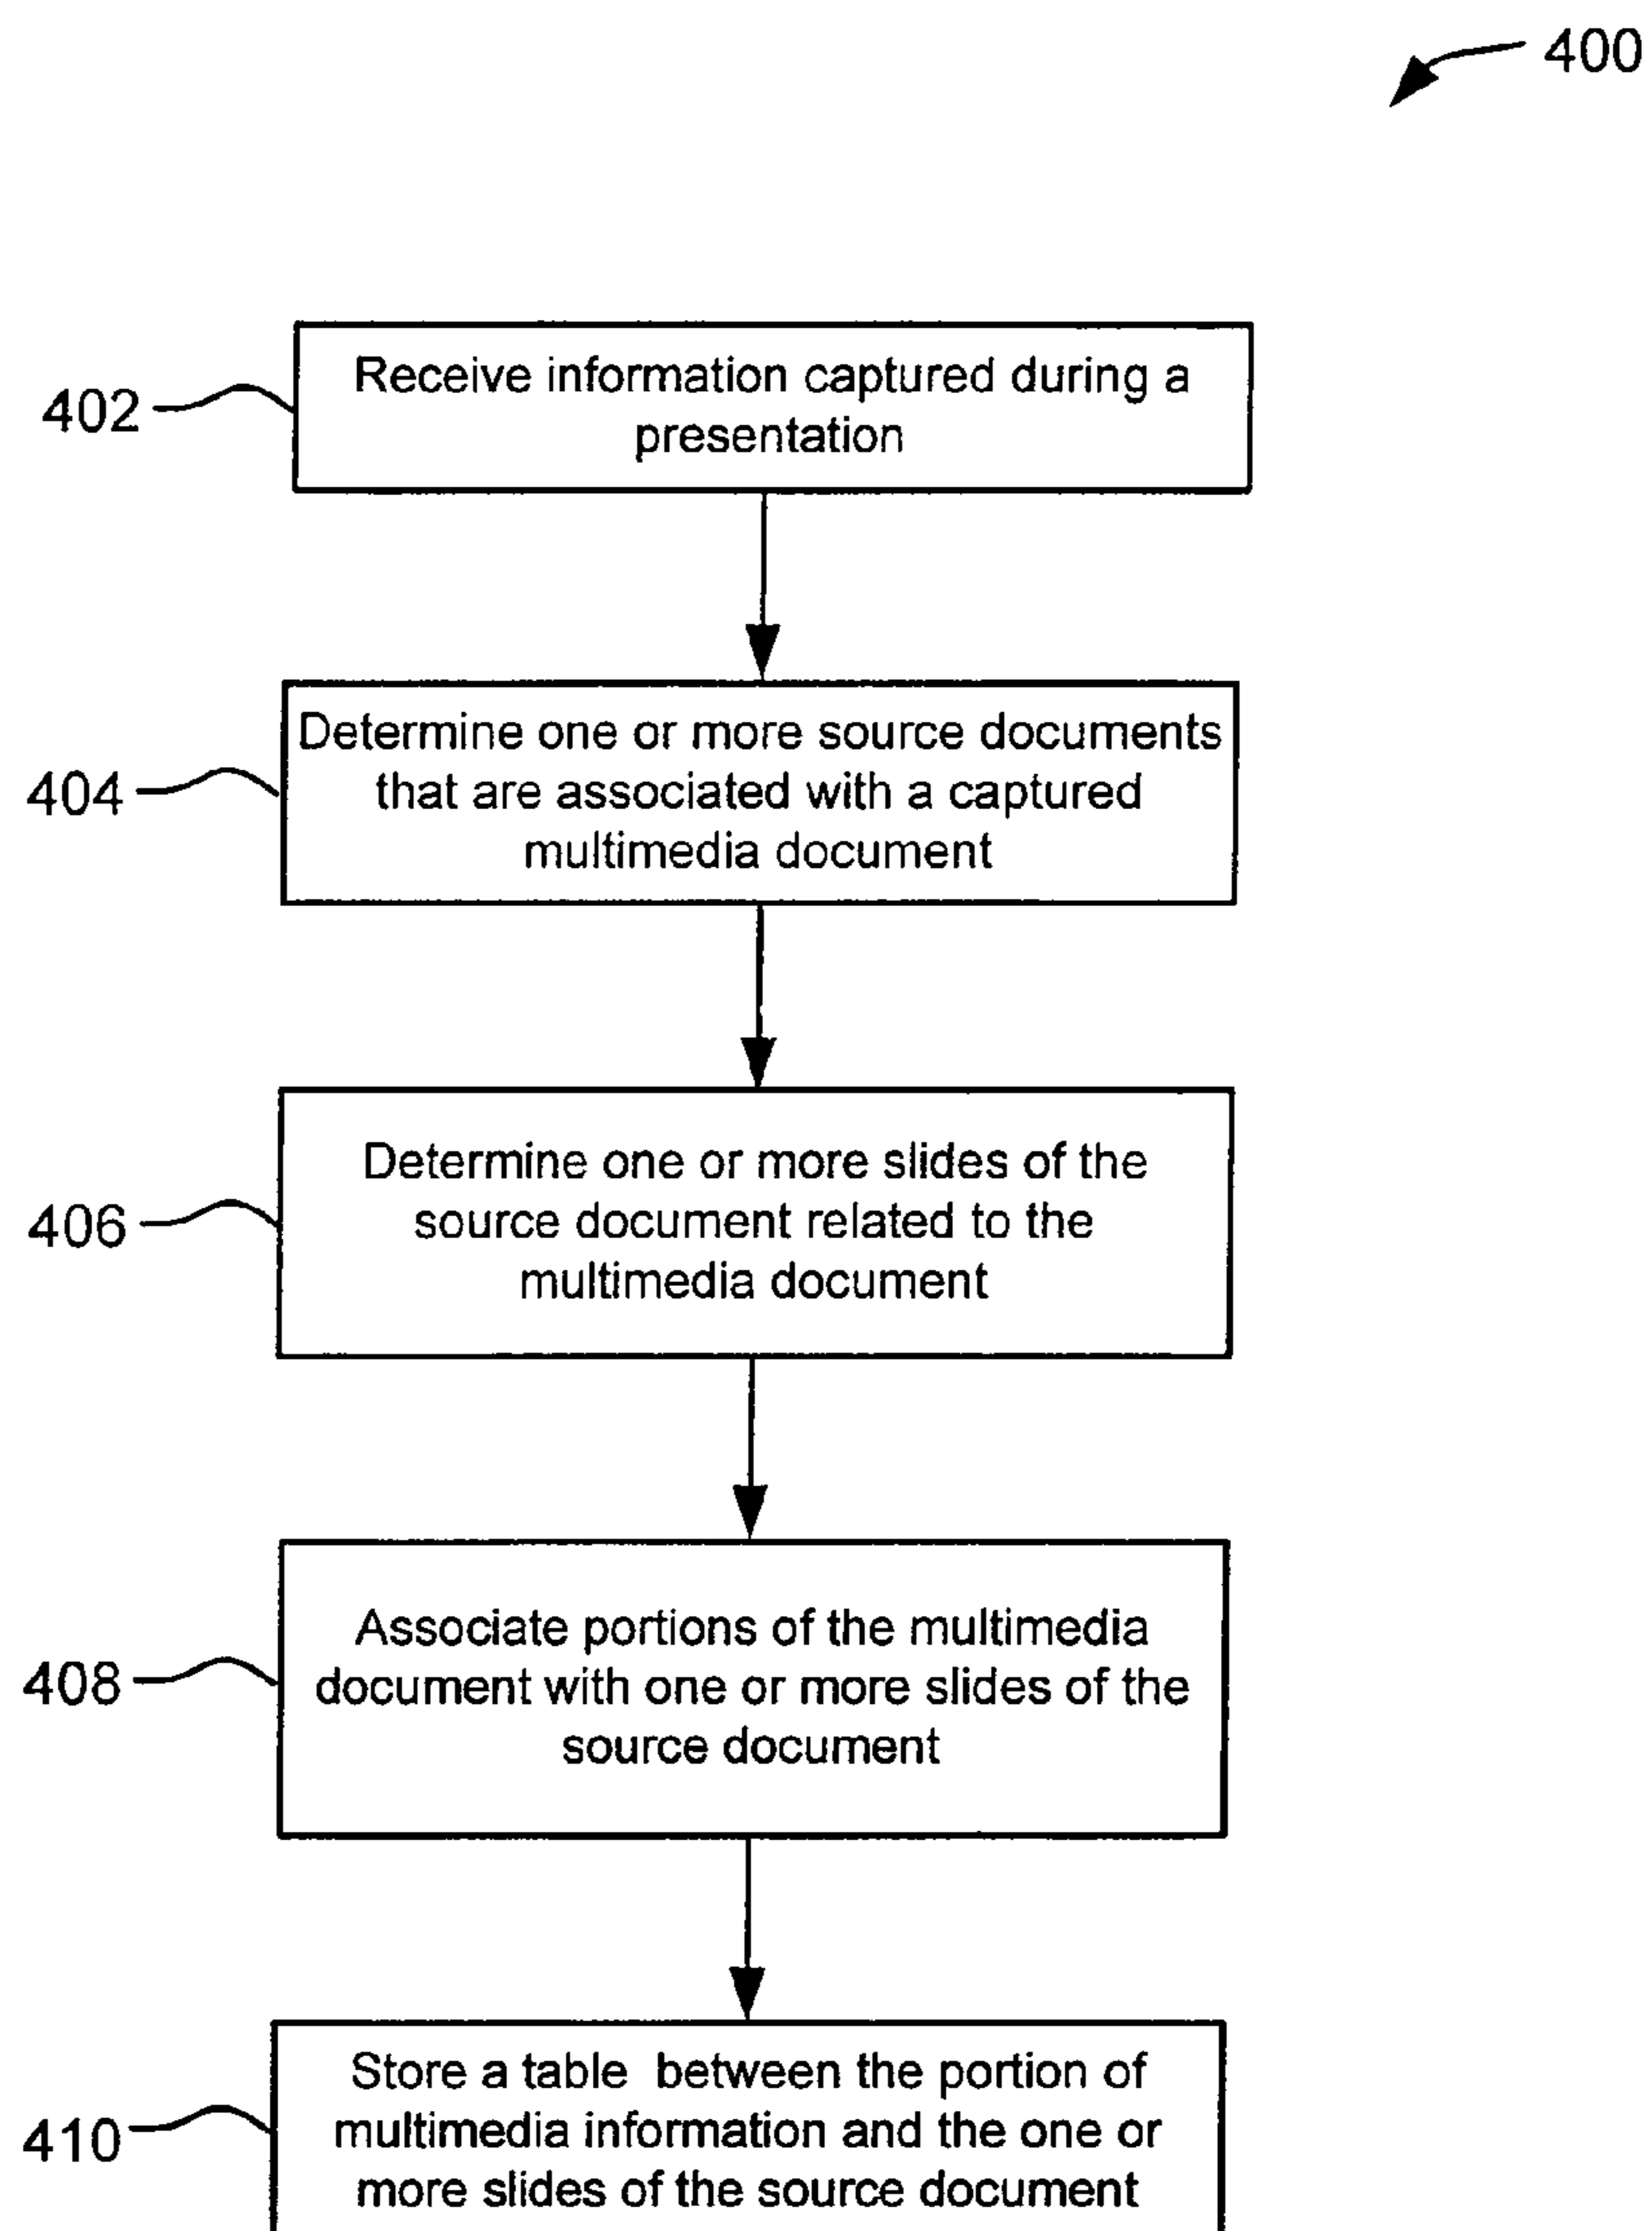 400
402
Receive information captured during a
presentation
404
Determine one or more source documents
that are associated with a captured
multimedia document
406
Determine one or more slides of the
source document related to the
multimedia document
408
Associate portions of the multimedia
document with one or more slides of the
source document
410
Store a table between the portion of
multimedia information and the one or
more slides of the source document